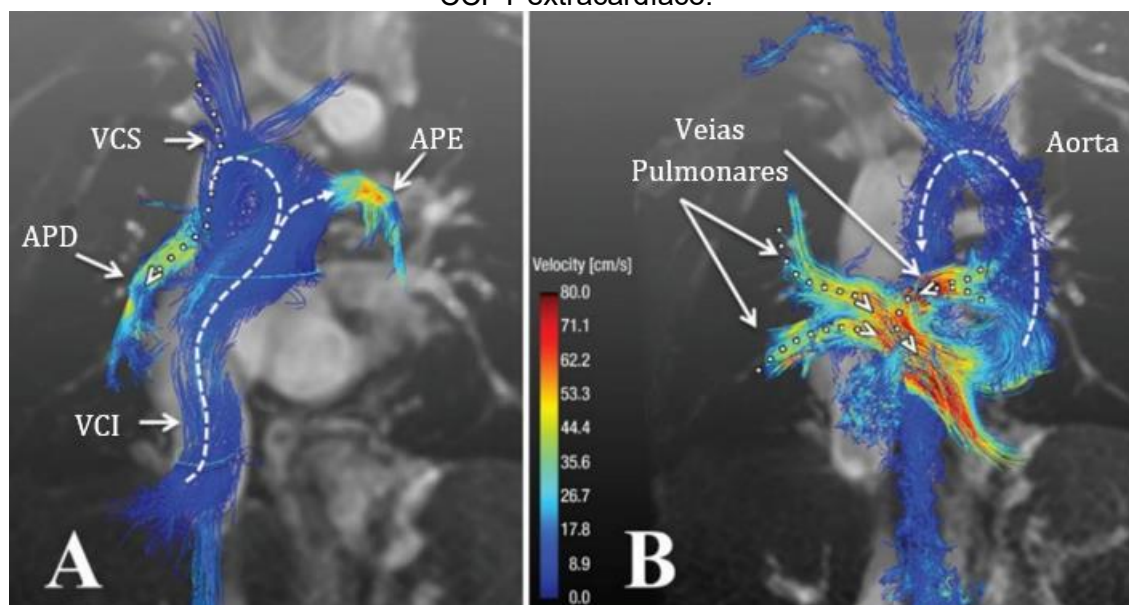 VCS
APE
APD
VCI
A
Veias
Pulmonares
Aorta
Velocity [cm/s]
80.0
71.1
62.2
53.3
44.4
35.6
26.7
17.8
8.9
0.0
B